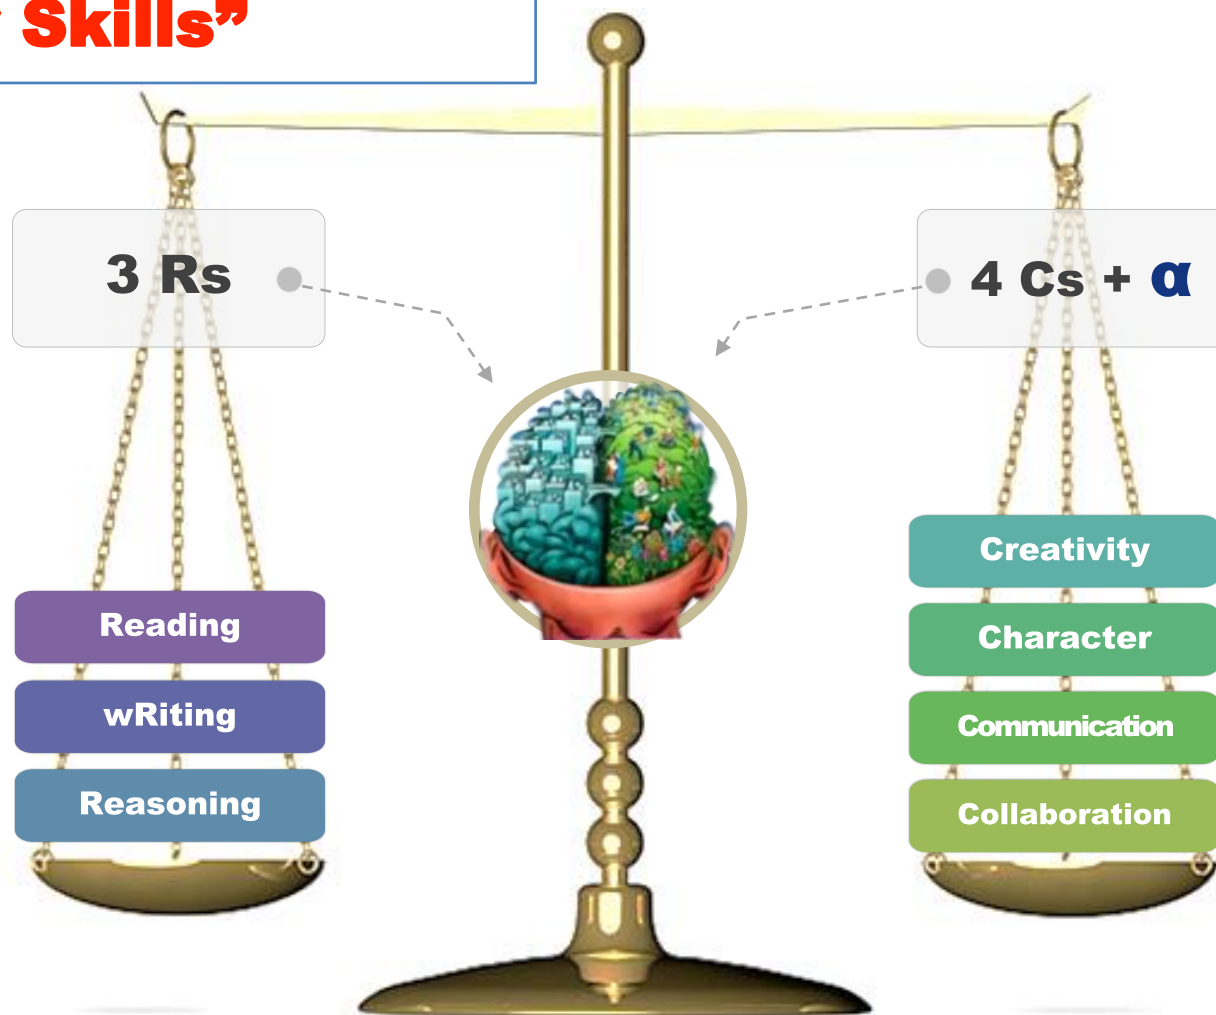 Skills”
3 Rs
4 Cs + α
Reading
wRiting
Reasoning
Creativity
Character
Communication
Collaboration